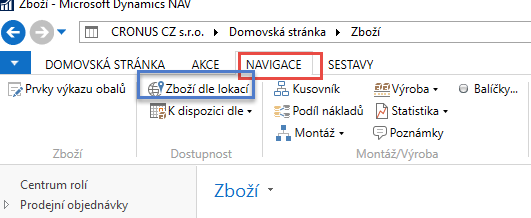 Zboží - Microsoft Dynamics NAV
CRONUS CZ s.r.o. Domovská stránka Zboží
DOMOVSKÁ STRÁNKA AKCE NAVIGACE SESTAVY
Prvky výkazu obalů Zboží dle lokací Kusovník Výroba Balíčky...
K dispozici dle Podíl nákladů Statistika
Montáž Poznámky
Zboží Dostupnost Montáž/Výroba
Centrum rolí Zboží
Prodejní objednávky